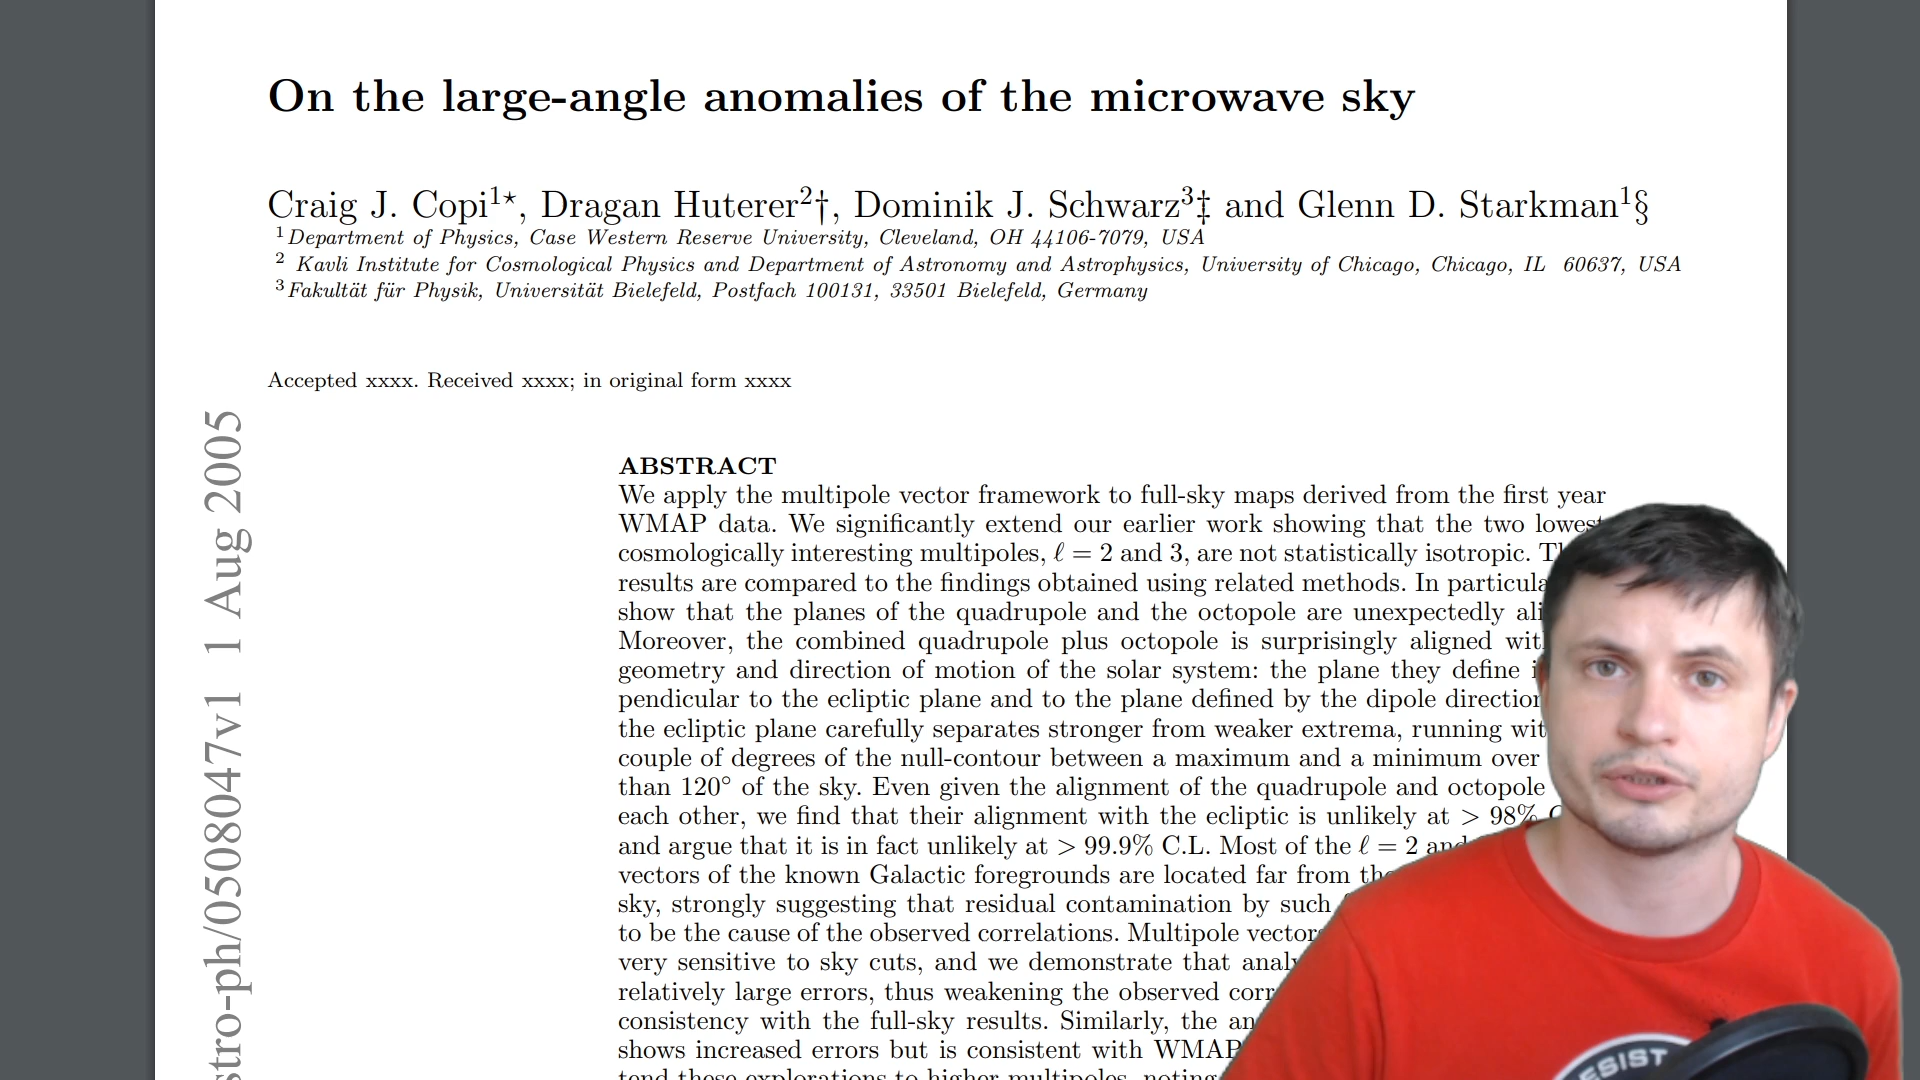 On the large-angle anomalies of the microwave sky
Craig J. Copi1⋆, Dragan Huterer2†, Dominik J. Schwarz3‡ and Glenn D. Starkman1§
1 Department of Physics, Case Western Reserve University, Cleveland, OH 44106-7079, USA
2 Kavli Institute for Cosmological Physics and Department of Astronomy and Astrophysics, University of Chicago, Chicago, IL 60637, USA
3 Fakultät für Physik, Universität Bielefeld, Postfach 100131, 33501 Bielefeld, Germany
Accepted xxxx. Received xxxx; in original form xxxx
stro-ph/0508047v1 1 Aug 2005
ABSTRACT
We apply the multipole vector framework to full-sky maps derived from the first year
WMAP data. We significantly extend our earlier work showing that the two lowest
cosmologically interesting multipoles, ℓ = 2 and 3, are not statistically isotropic.
results are compared to the findings obtained using related methods. In
show that the planes of the quadrupole and the octopole are unexpectedly
Moreover, the combined quadrupole plus octopole is surprisingly aligned
geometry and direction of motion of the solar system: the plane they define
pendicular to the ecliptic plane and to the plane defined by the dipole direction
the ecliptic plane carefully separates stronger from weaker extrema, running
couple of degrees of the null-contour between a maximum and a minimum over
than 120° of the sky. Even given the alignment of the quadrupole and octopole
each other, we find that their alignment with the ecliptic is unlikely at > 98%
and argue that it is in fact unlikely at > 99.9% C.L. Most of the ℓ = 2
vectors of the known Galactic foregrounds are located far from
sky, strongly suggesting that residual contamination by such
to be the cause of the observed correlations. Multipole
very sensitive to sky cuts, and we demonstrate that
relatively large errors, thus weakening the observed
consistency with the full-sky results. Similarly, the
shows increased errors but is consistent with WMAP
tend these explorations to higher multipoles, noting
ESIST